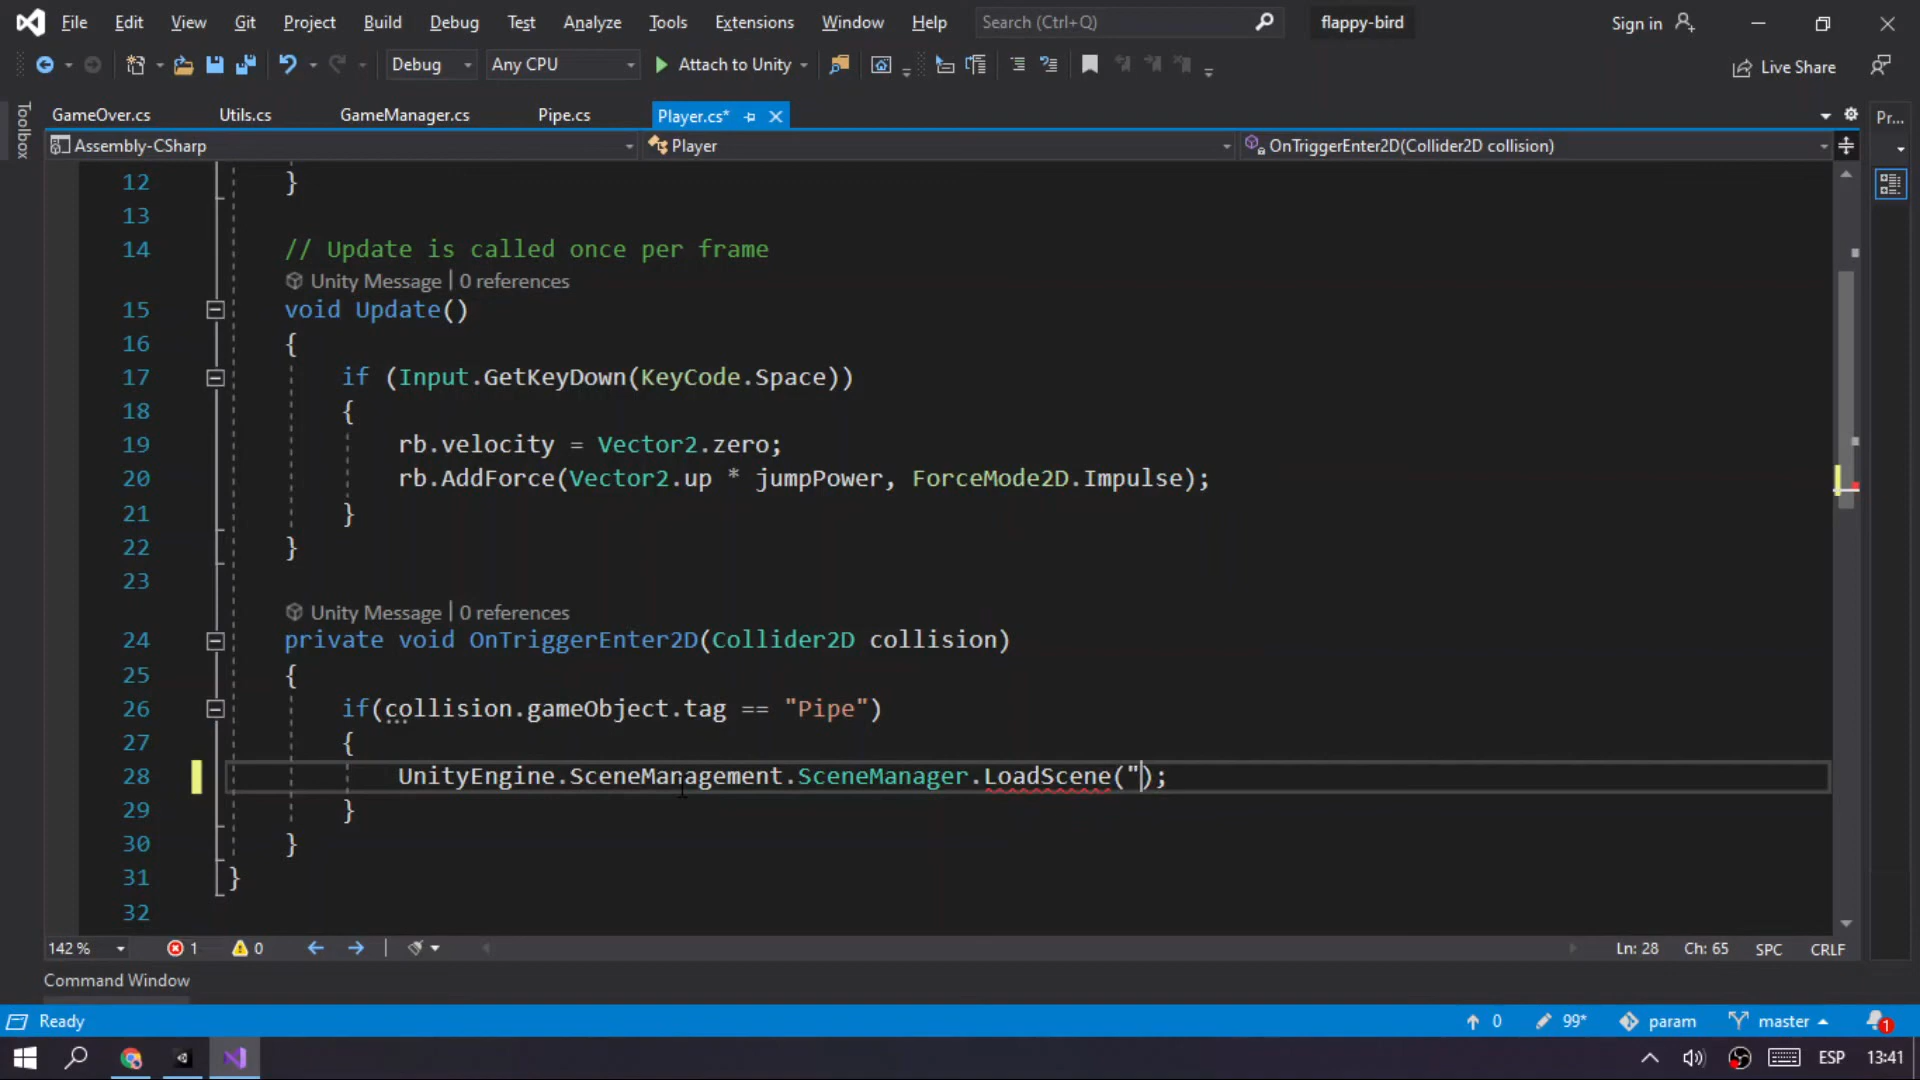 File Edit View Git Project Build Debug Test Analyze Tools Extensions Window Help Search (Ctrl+Q) flappy-bird Sign in
Debug Any CPU Attach to Unity Live Share
Toolbox
GameOver.cs Utils.cs GameManager.cs Pipe.cs Player.cs* Pr...
Assembly-CSharp Player OnTriggerEnter2D(Collider2D collision)
12 }
13
14 // Update is called once per frame
Unity Message | 0 references
15 void Update()
16 {
17 if (Input.GetKeyDown(KeyCode.Space))
18 {
19 rb.velocity = Vector2.zero;
20 rb.AddForce(Vector2.up * jumpPower, ForceMode2D.Impulse);
21 }
22 }
23
Unity Message | 0 references
24 private void OnTriggerEnter2D(Collider2D collision)
25 {
26 if(collision.gameObject.tag == "Pipe")
27 {
28 UnityEngine.SceneManagement.SceneManager.LoadScene(");
29 }
30 }
31 }
32
142 % 1 0 Ln: 28 Ch: 65 SPC CRLF
Command Window
Ready 0 99* param master 1
ESP 13:41